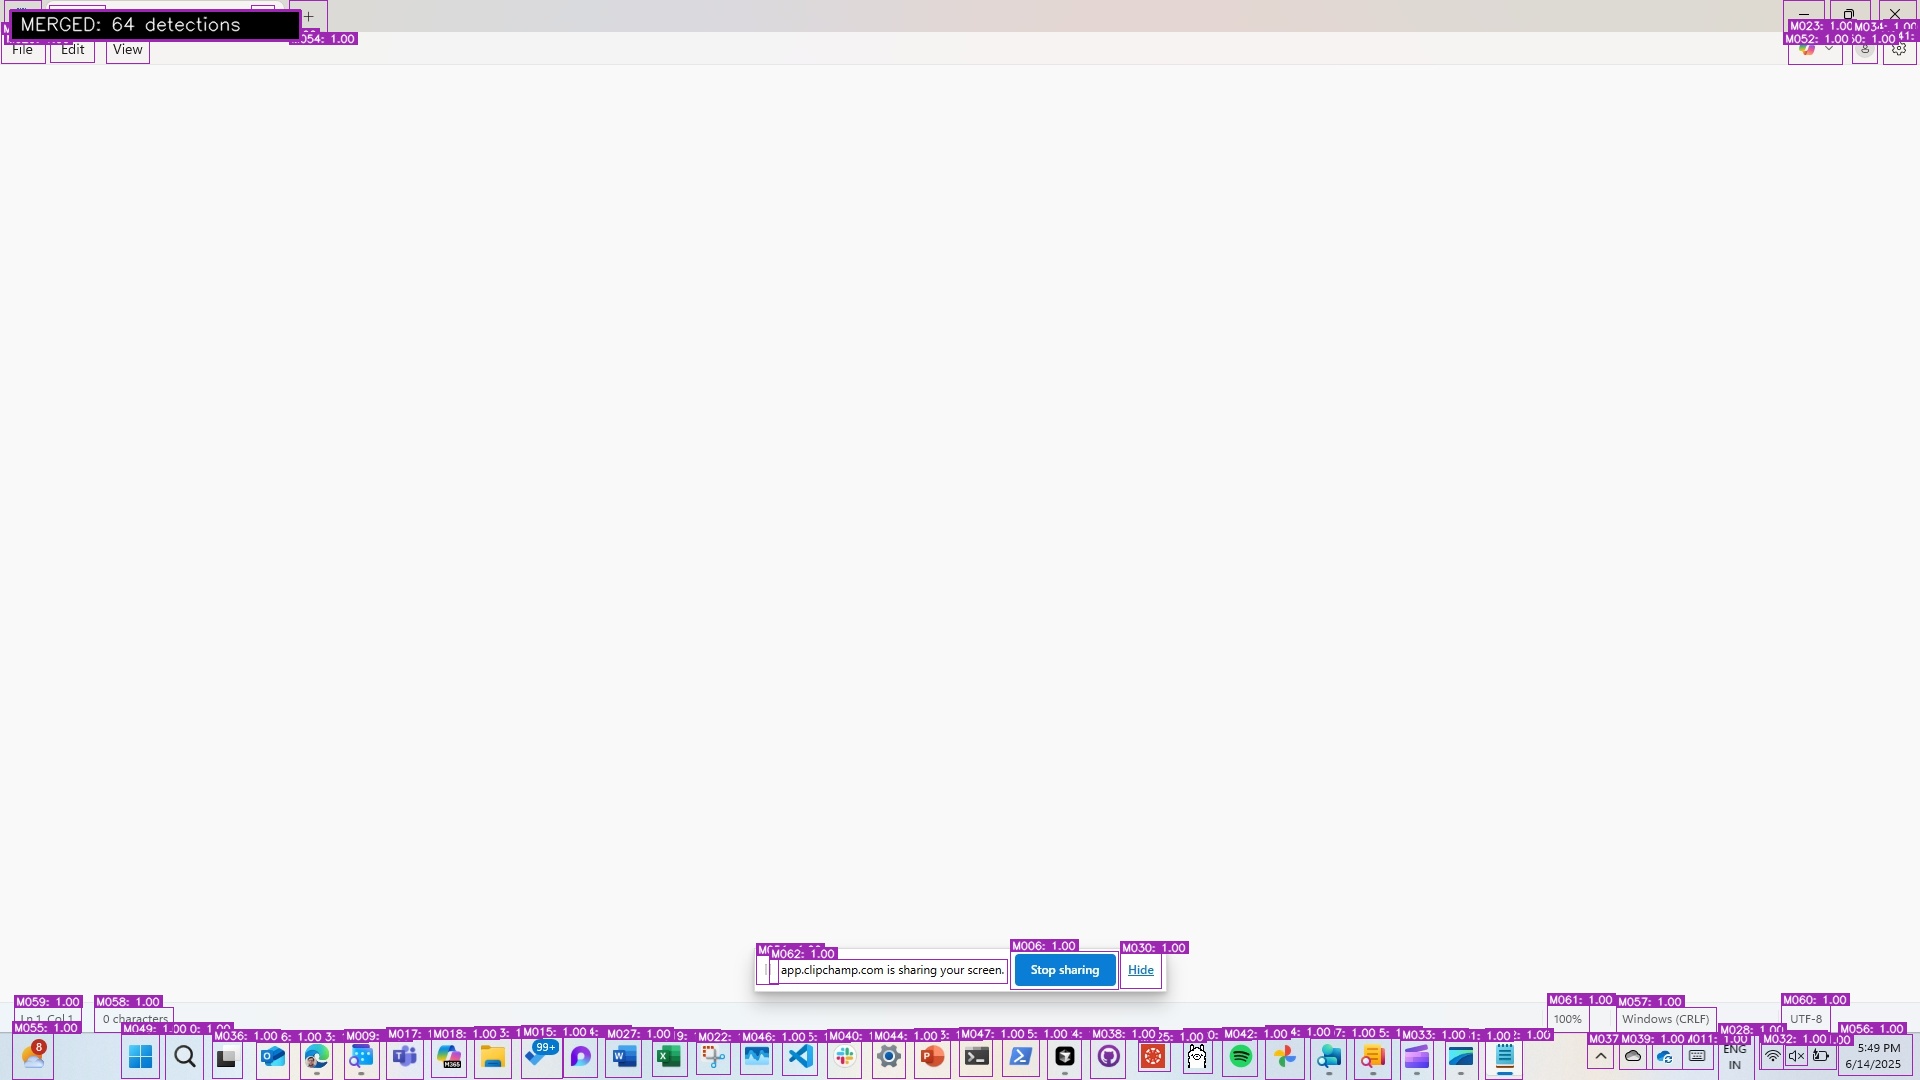 MERGED: 64 detections
M054: 1.00
M023: 1.00
M052: 1.00
File
Edit
View
M062: 1.00
M006: 1.00
M030: 1.00
app.clipchamp.com is sharing your screen.
Stop sharing
Hide
M059: 1.00
M058: 1.00
M061: 1.00
M057: 1.00
M060: 1.00
Ln 1, Col 1
0 characters
100%
Windows (CRLF)
UTF-8
M055: 1.00
M049: 1.00
M036: 1.00
M009:
M017:
M018: 1.00
M015: 1.00
M027: 1.00
M022:
M046: 1.00
M040:
M044: 1.00
M047: 1.00
M038: 1.00
M042: 1.00
M033: 1.00
M037
M039: 1.00
M011:
M028: 1.00
M032: 1.00
M056: 1.00
8
99+
M365
ENG
IN
5:49 PM
6/14/2025